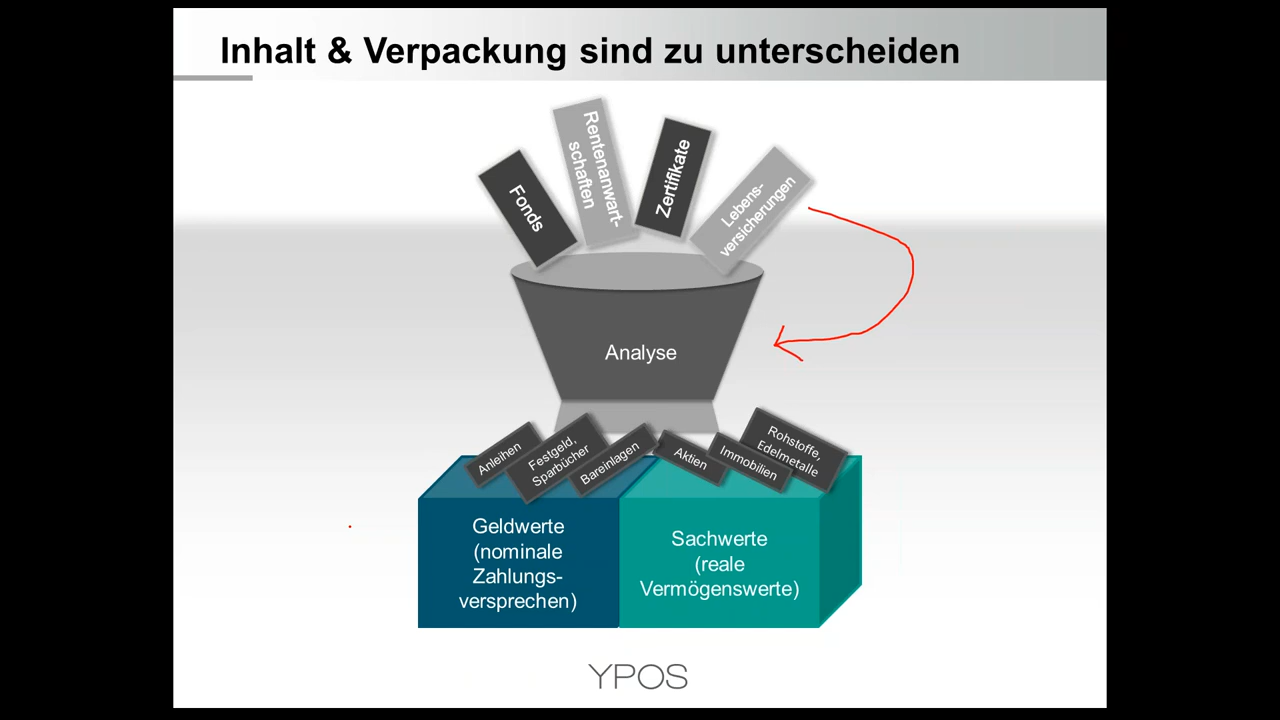 Inhalt & Verpackung sind zu unterscheiden
Fonds
Rentenanwart-
schaften
Zertifikate
Lebens-
versicherungen
Analyse
Anleihen
Festgeld,
Sparbücher
Bareinlagen
Aktien
Immobilien
Rohstoffe,
Edelmetalle
Geldwerte
(nominale
Zahlungs-
versprechen)
Sachwerte
(reale
Vermögenswerte)
YPOS